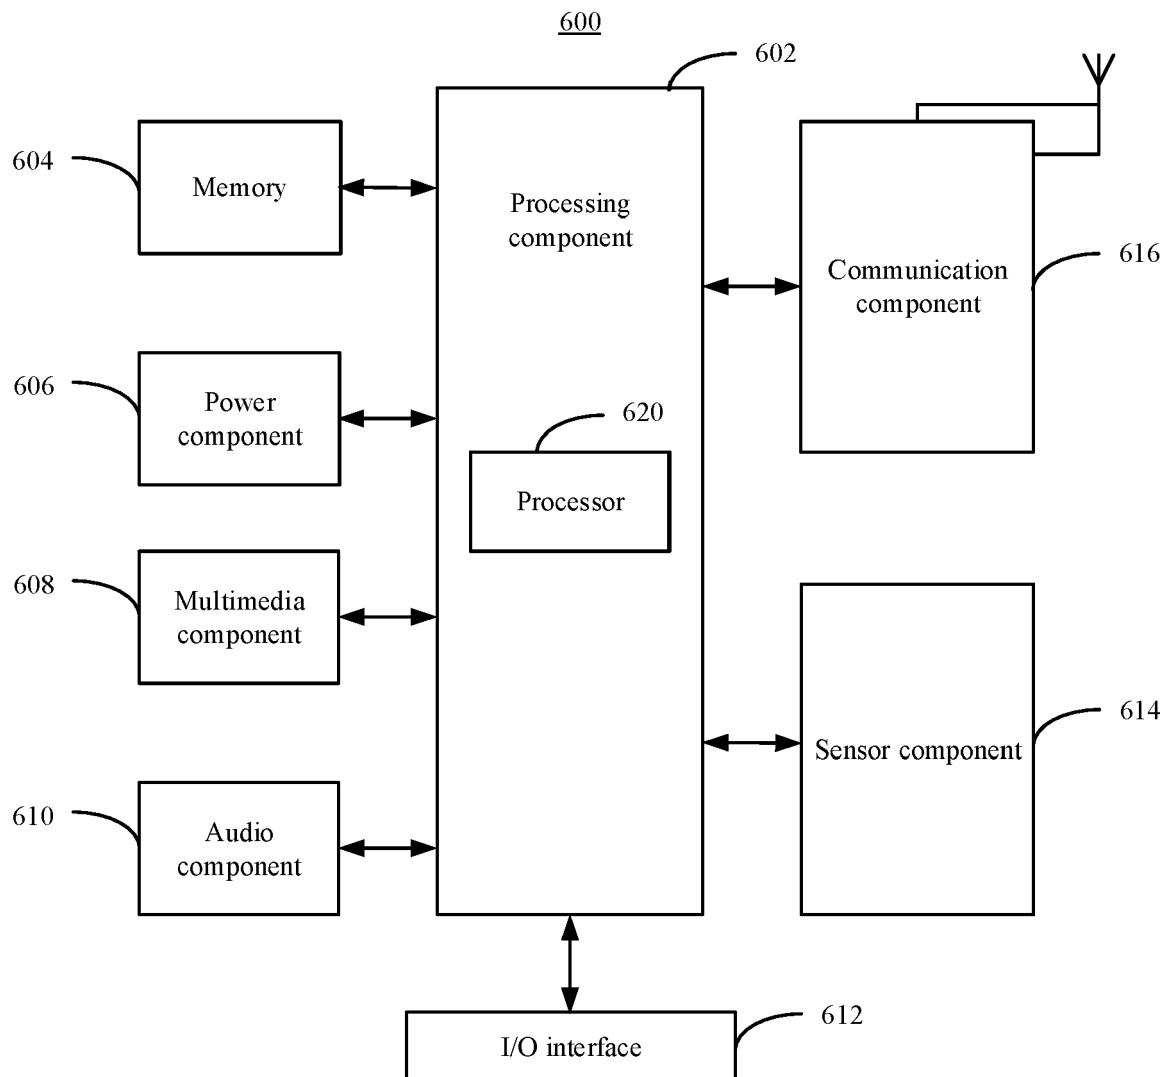 600
602
604
Memory
Processing
component
Communication
component
616
606
Power
component
620
Processor
608
Multimedia
component
614
Sensor component
610
Audio
component
612
I/O interface